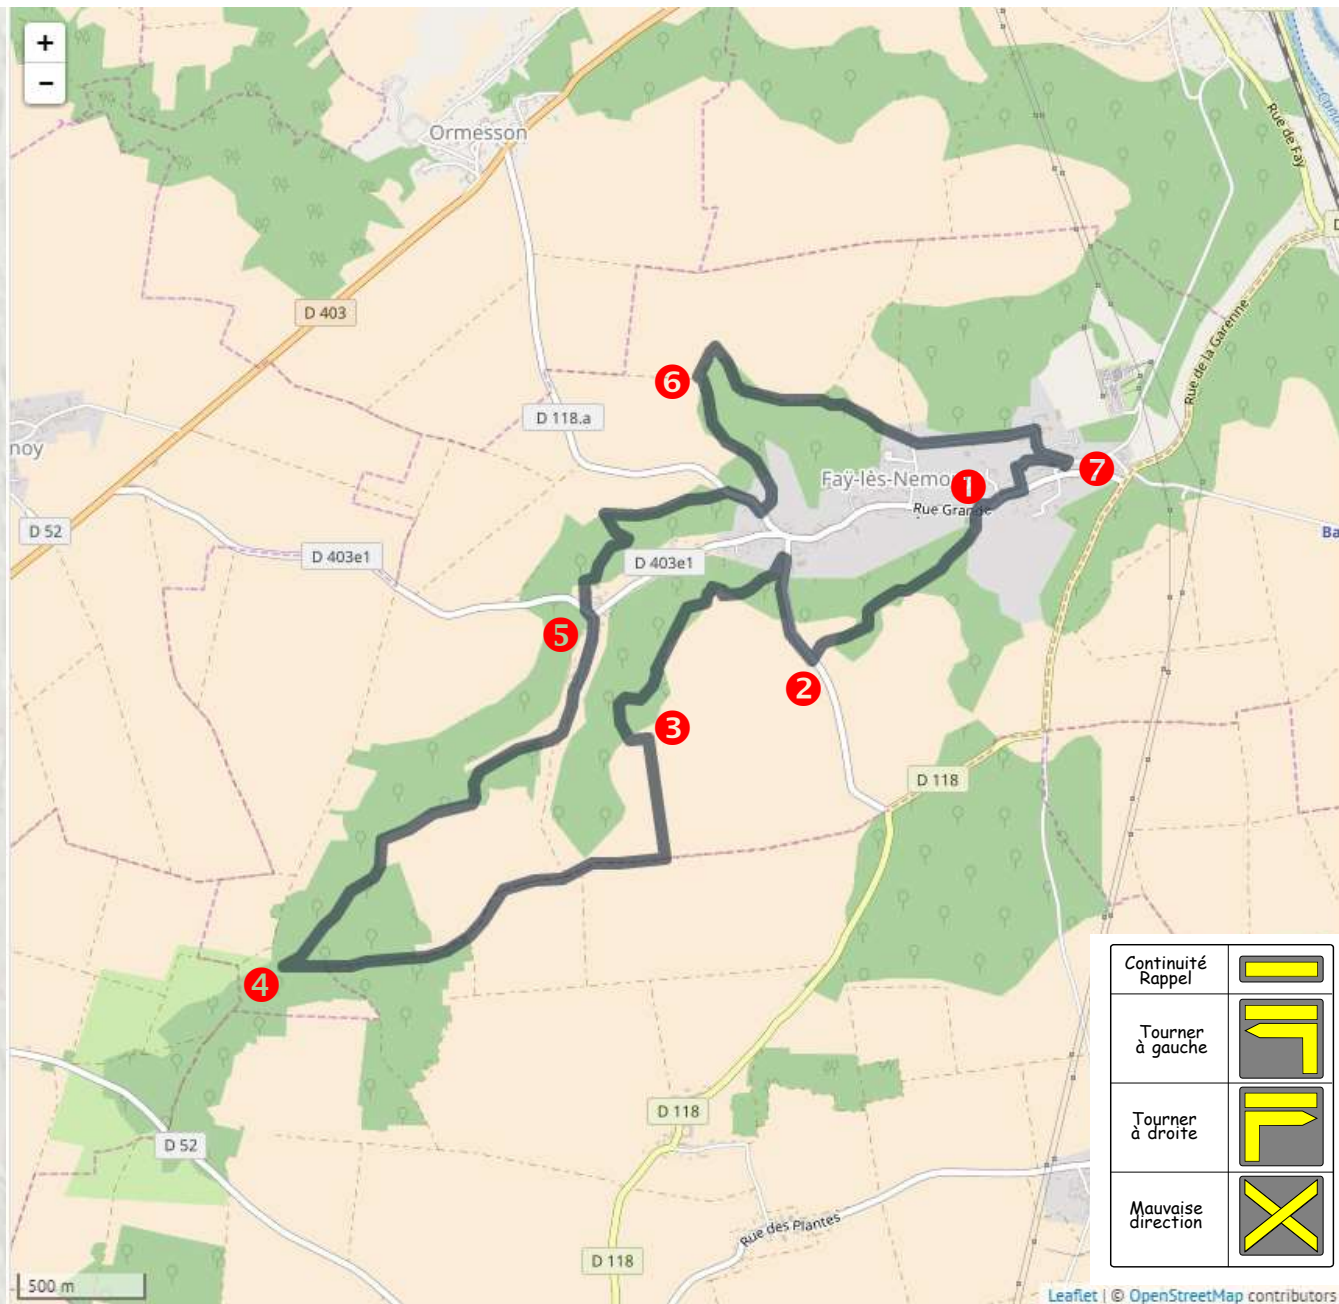 +
−
Ormesson
Rue de Fay
D 403
Rue de la Garenne
6
D 118.a
noy
Faÿ-lès-Nemo
1
7
Rue Grande
D 52
D 403e1
D 403e1
Ba
5
2
3
D 118
4
D 118
D 52
Rue des Plantes
D 118
Continuité
Rappel
Tourner
à gauche
Tourner
à droite
Mauvaise
direction
500 m
Leaflet | © OpenStreetMap contributors